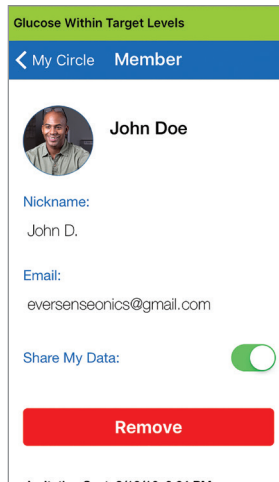 Glucose Within Target Levels
My Circle Member
John Doe
Nickname:
John D.
Email:
eversenseonics@gmail.com
Share My Data:
Remove